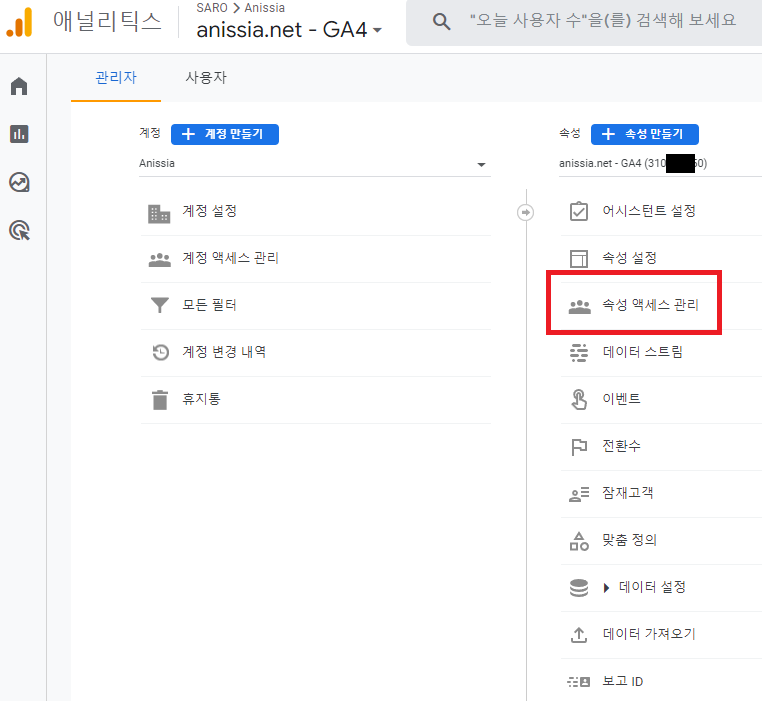 애널리틱스
SARO > Anissia
anissia.net - GA4
"오늘 사용자 수"을(를) 검색해 보세요
관리자
사용자
계정
계정 만들기
Anissia
계정 설정
계정 액세스 관리
모든 필터
계정 변경 내역
휴지통
속성
속성 만들기
anissia.net - GA4 (310 60)
어시스턴트 설정
속성 설정
속성 액세스 관리
데이터 스트림
이벤트
전환수
잠재고객
맞춤 정의
데이터 설정
데이터 가져오기
보고 ID